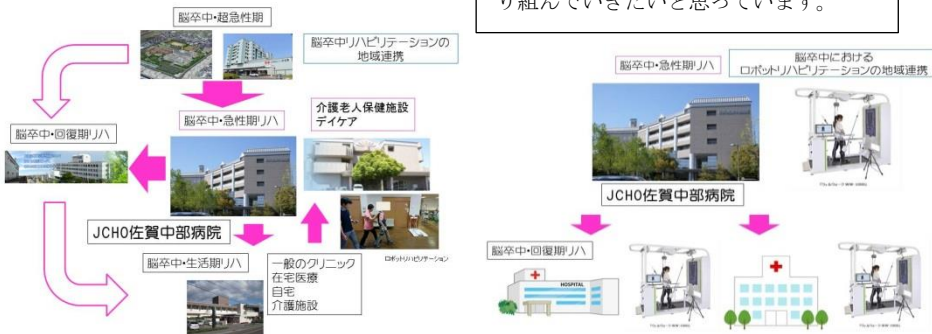 り組んでいきたいと思っています。
脳卒中・超急性期
脳卒中リハビリテーションの
地域連携
脳卒中・急性期リハ
介護老人保健施設
デイケア
脳卒中・回復期リハ
JCHO佐賀中部病院
脳卒中・生活期リハ
一般のクリニック
在宅医療
自宅
介護施設
ロボットリハビリテーション
脳卒中・急性期リハ
脳卒中における
ロボットリハビリテーションの地域連携
JCHO佐賀中部病院
脳卒中・回復期リハ
HOSPITAL